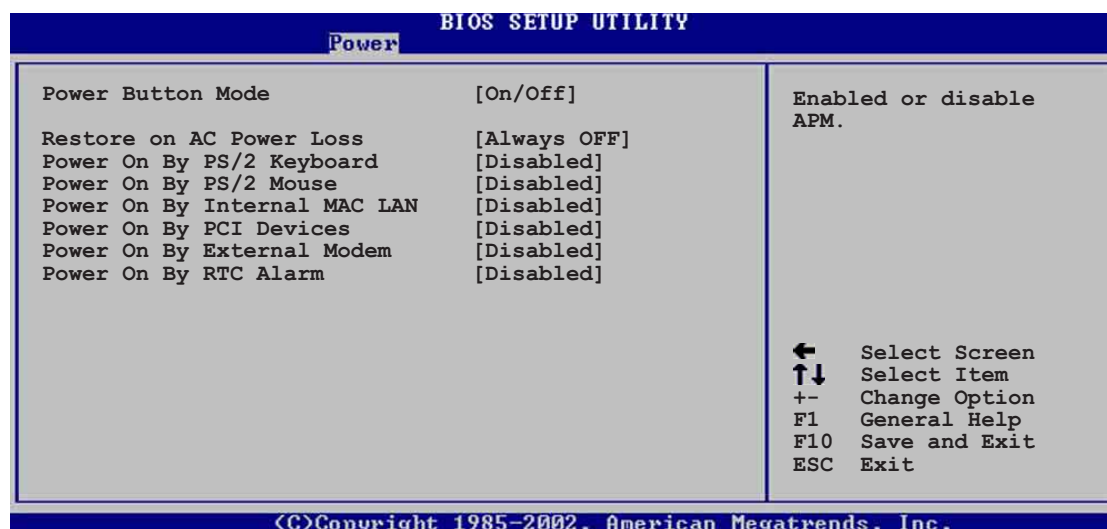 BIOS SETUP UTILITY
Power
Power Button Mode [On/Off]
Restore on AC Power Loss [Always OFF]
Power On By PS/2 Keyboard [Disabled]
Power On By PS/2 Mouse [Disabled]
Power On By Internal MAC LAN [Disabled]
Power On By PCI Devices [Disabled]
Power On By External Modem [Disabled]
Power On By RTC Alarm [Disabled]
Enabled or disable
APM.
← Select Screen
↑↓ Select Item
+- Change Option
F1 General Help
F10 Save and Exit
ESC Exit
(C)Copyright 1985-2002, American Megatrends, Inc.